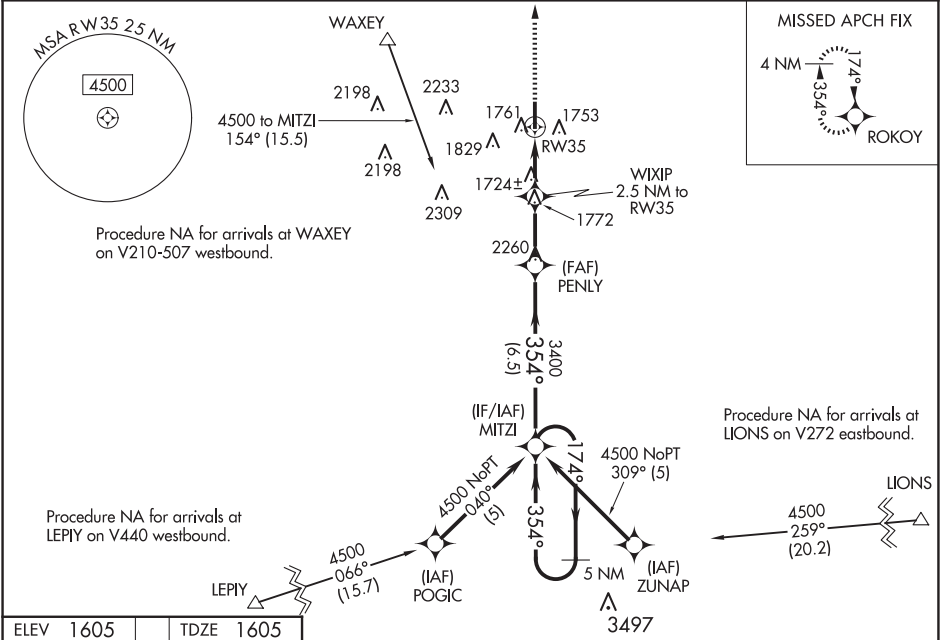 MSA RW35 25 NM
4500
WAXEY
4500 to MITZI
154° (15.5)
2198
2233
2198
2309
1829
1761
1753
RW35
1724±
WIXIP
2.5 NM to
RW35
1772
2260
(FAF)
PENLY
MISSED APCH FIX
4 NM
174°
354°
ROKOY
Procedure NA for arrivals at WAXEY
on V210-507 westbound.
3400
354°
(6.5)
(IF/IAF)
MITZI
Procedure NA for arrivals at
LIONS on V272 eastbound.
4500 NoPT
040°
(5)
174°
354°
4500 NoPT
309° (5)
LIONS
4500
259°
(20.2)
Procedure NA for arrivals at
LEPIY on V440 westbound.
LEPIY
4500
066°
(15.7)
(IAF)
POGIC
5 NM
(IAF)
ZUNAP
3497
ELEV 1605
TDZE 1605